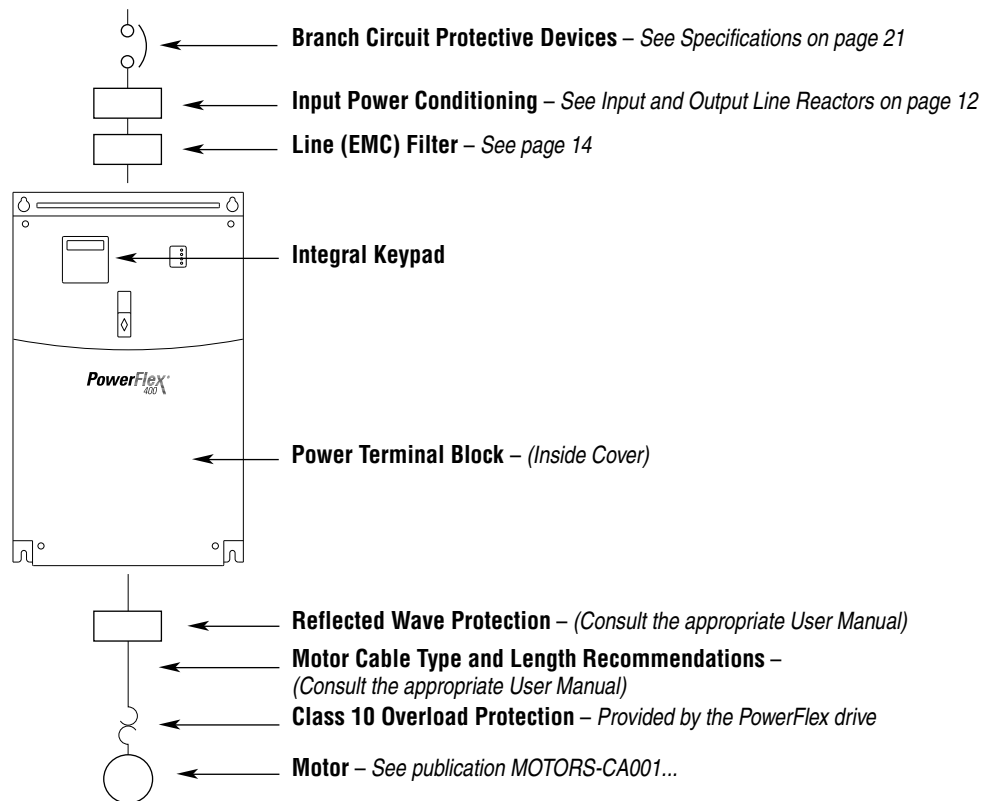 Branch Circuit Protective Devices – See Specifications on page 21
Input Power Conditioning – See Input and Output Line Reactors on page 12
Line (EMC) Filter – See page 14
Integral Keypad
PowerFlex
400
Power Terminal Block – (Inside Cover)
Reflected Wave Protection – (Consult the appropriate User Manual)
Motor Cable Type and Length Recommendations –
(Consult the appropriate User Manual)
Class 10 Overload Protection – Provided by the PowerFlex drive
Motor – See publication MOTORS-CA001...